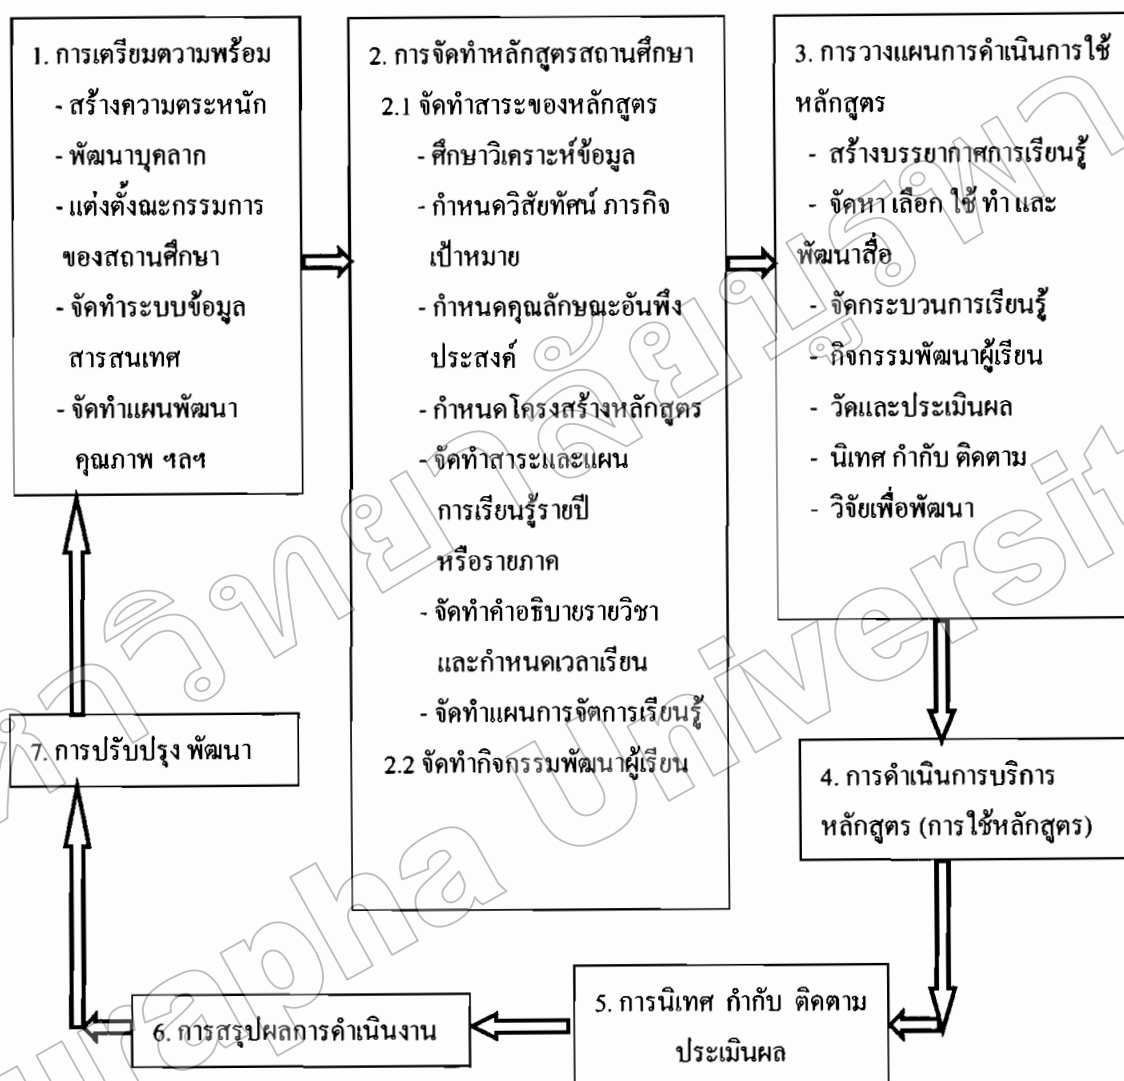 1. การเตรียมความพร้อม
- สร้างความตระหนัก
- พัฒนาบุคลาก
- แต่งตั้งณะกรรมการ
ของสถานศึกษา
- จัดทำระบบข้อมูล
สารสนเทศ
- จัดทำแผนพัฒนา
คุณภาพ ฯลฯ
2. การจัดทำหลักสูตรสถานศึกษา
2.1 จัดทำสาระของหลักสูตร
- ศึกษาวิเคราะห์ข้อมูล
- กำหนดวิสัยทัศน์ ภารกิจ
เป้าหมาย
- กำหนดคุณลักษณะอันพึง
ประสงค์
- กำหนดโครงสร้างหลักสูตร
- จัดทำสาระและแผน
การเรียนรู้รายปี
หรือรายภาค
- จัดทำคำอธิบายรายวิชา
และกำหนดเวลาเรียน
- จัดทำแผนการจัตการเรียนรู้
2.2 จัดทำกิจกรรมพัฒนาผู้เรียน
3. การวางแผนการดำเนินการใช้
หลักสูตร
- สร้างบรรยากาศการเรียนรู้
- จัดหา เลือก ใช้ ทำ และ
พัฒนาสื่อ
- จัดกระบวนการเรียนรู้
- กิจกรรมพัฒนาผู้เรียน
- วัดและประเมินผล
- นิเทศ กำกับ ติดตาม
- วิจัยเพื่อพัฒนา
4. การดำเนินการบริการ
หลักสูตร (การใช้หลักสูตร)
5. การนิเทศ กำกับ ติดตาม
ประเมินผล
6. การสรุปผลการดำเนินงาน
7. การปรับปรุง พัฒนา
หาวิทยาลัยบูรพา
urapha Universit